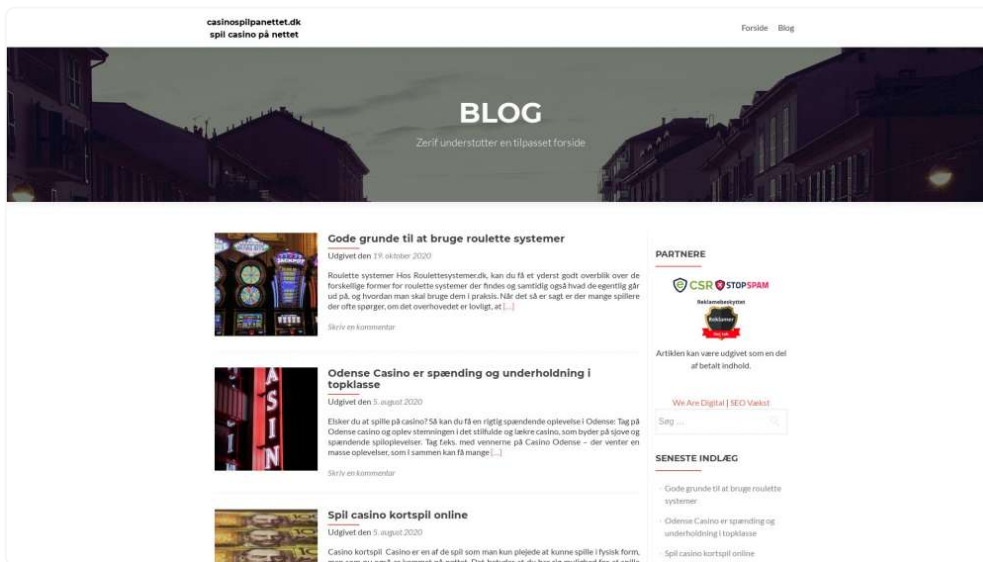 casinospilpanettet.dk
spil casino på nettet
Forside Blog
BLOG
Zerif understotter en tilpasset forside
Gode grunde til at bruge roulette systemer
Udgivet den 19. oktober 2020
Roulette systemer Hos Roulettesystemer.dk, kan du få et yderst godt overblik over de
forskellige former for roulette systemer der findes og samtidig også hvad de egentlig går
ud på, og hvordan man skal bruge dem i praksis. Når det så er sagt er der mange spillere
der ofte spørger, om det overhovedet er lovligt, at [...]
Skriv en kommentar
Odense Casino er spænding og underholdning i
topklasse
Udgivet den 5. august 2020
Elsker du at spille på casino? Så kan du få en rigtig spændende oplevelse i Odense: Tag på
Odense casino og oplev stemningen i det stilfulde og lækre casino, som byder på sjove og
spændende spiloplevelser. Tag f.eks. med vennerne på Casino Odense – der venter en
masse oplevelser, som I sammen kan få mange [...]
Skriv en kommentar
Spil casino kortspil online
Udgivet den 5. august 2020
Casino kortspil Casino er en af de spil som man kun plejede at kunne spille i fysisk form,
PARTNERE
CSR STOPSPAM
Reklamebeskyttet
Reklamer
Nej tak
Artiklen kan være udgivet som en del
af betalt indhold.
We Are Digital | SEO Vækst
Søg ...
SENESTE INDLÆG
Gode grunde til at bruge roulette
systemer
Odense Casino er spænding og
underholdning i topklasse
Spil casino kortspil online
JACKPOT
ASIN